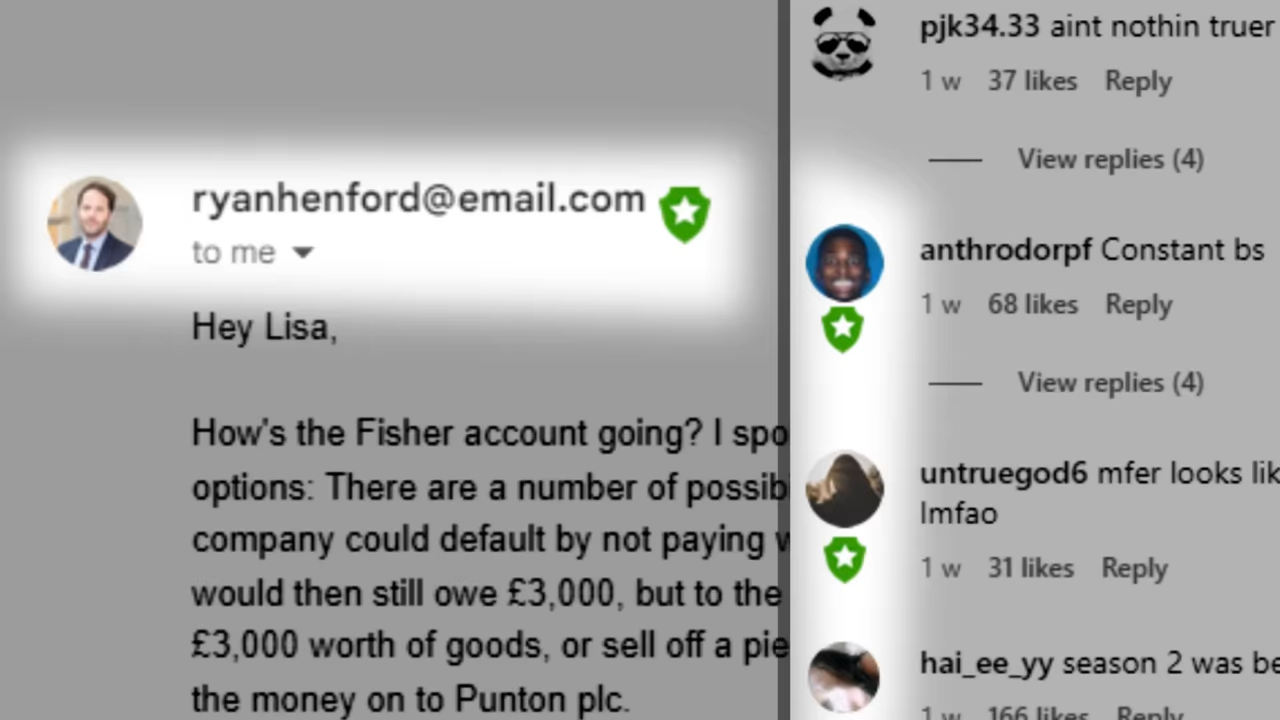 ryanhenford@email.com
to me
Hey Lisa,
How's the Fisher account going? I spo
options: There are a number of possib
company could default by not paying w
would then still owe £3,000, but to the
£3,000 worth of goods, or sell off a pie
the money on to Punton plc.
pjk34.33 aint nothin truer
1 w 37 likes Reply
View replies (4)
anthrodorpf Constant bs
1 w 68 likes Reply
View replies (4)
untruegod6 mfer looks lik
lmfao
1 w 31 likes Reply
hai_ee_yy season 2 was be
1 w 166 likes Reply